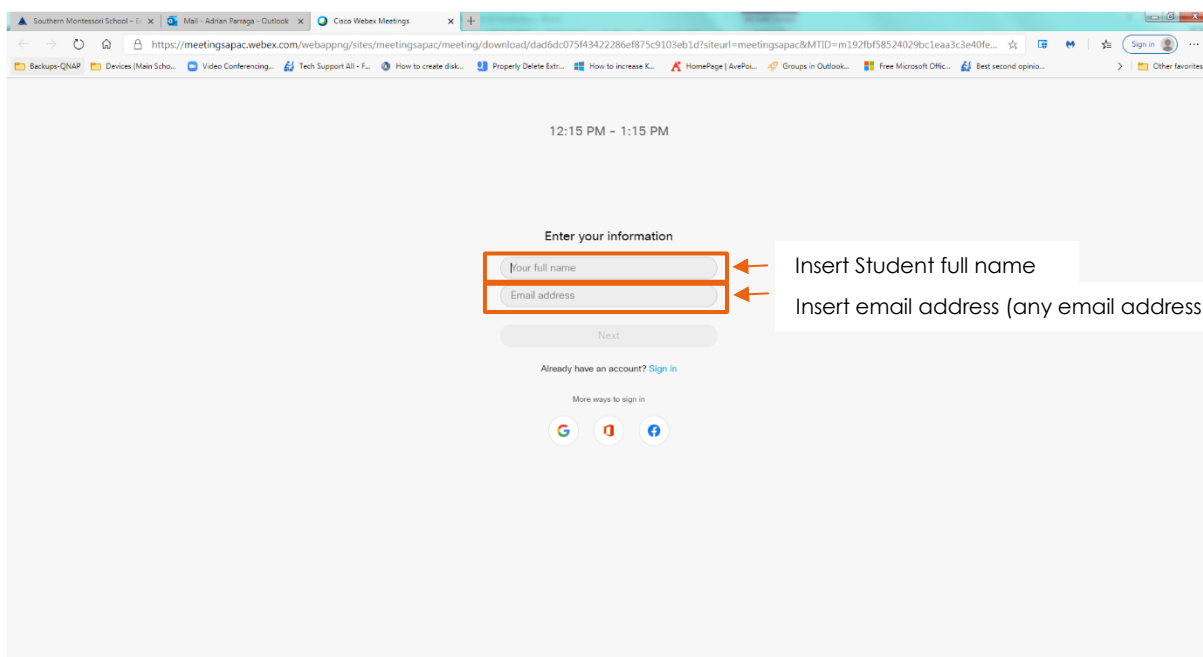 Southern Montessori School – E
Mail - Adrian Parraga - Outlook
Cisco Webex Meetings
https://meetingsapac.webex.com/webappng/sites/meetingsapac/meeting/download/dad6dc075f43422286ef875c9103eb1d?siteurl=meetingsapac&MTID=m192fbf58524029bc1eaa3c3e40fe...
Sign in
Backups-QNAP
Devices (Main Scho...
Video Conferencing...
Tech Support All - F...
How to create disk...
Properly Delete Extr...
How to increase K...
HomePage | AvePoi...
Groups in Outlook...
Free Microsoft Offic...
Best second opinio...
Other favorites
12:15 PM - 1:15 PM
Enter your information
Your full name
Insert Student full name
Email address
Insert email address (any email address
Next
Already have an account? Sign in
More ways to sign in